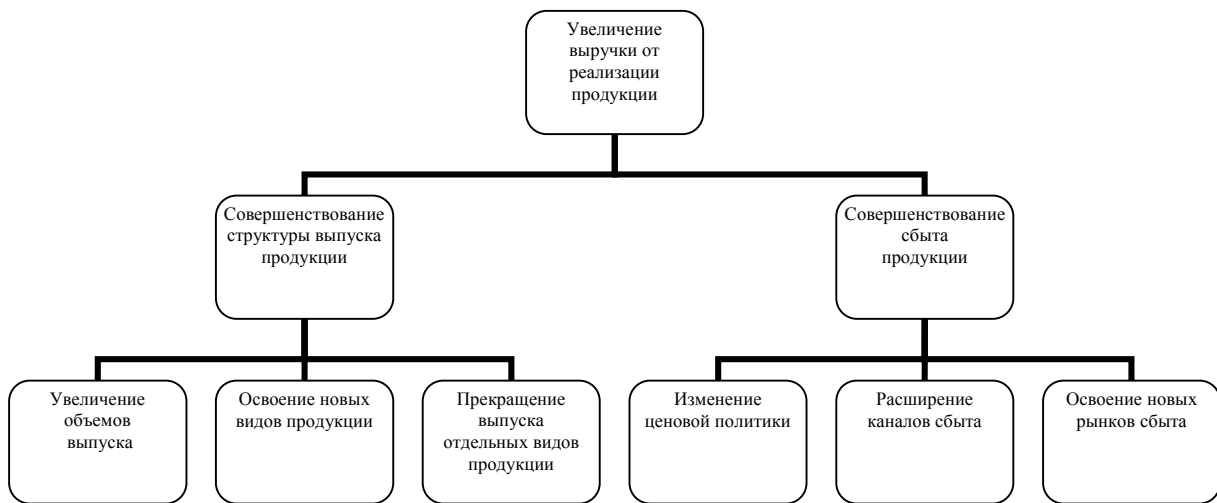 Увеличение
выручки от
реализации
продукции
Совершенствование
структуры выпуска
продукции
Совершенствование
сбыта
продукции
Увеличение
объемов
выпуска
Освоение новых
видов продукции
Прекращение
выпуска
отдельных видов
продукции
Изменение
ценовой политики
Расширение
каналов сбыта
Освоение новых
рынков сбыта